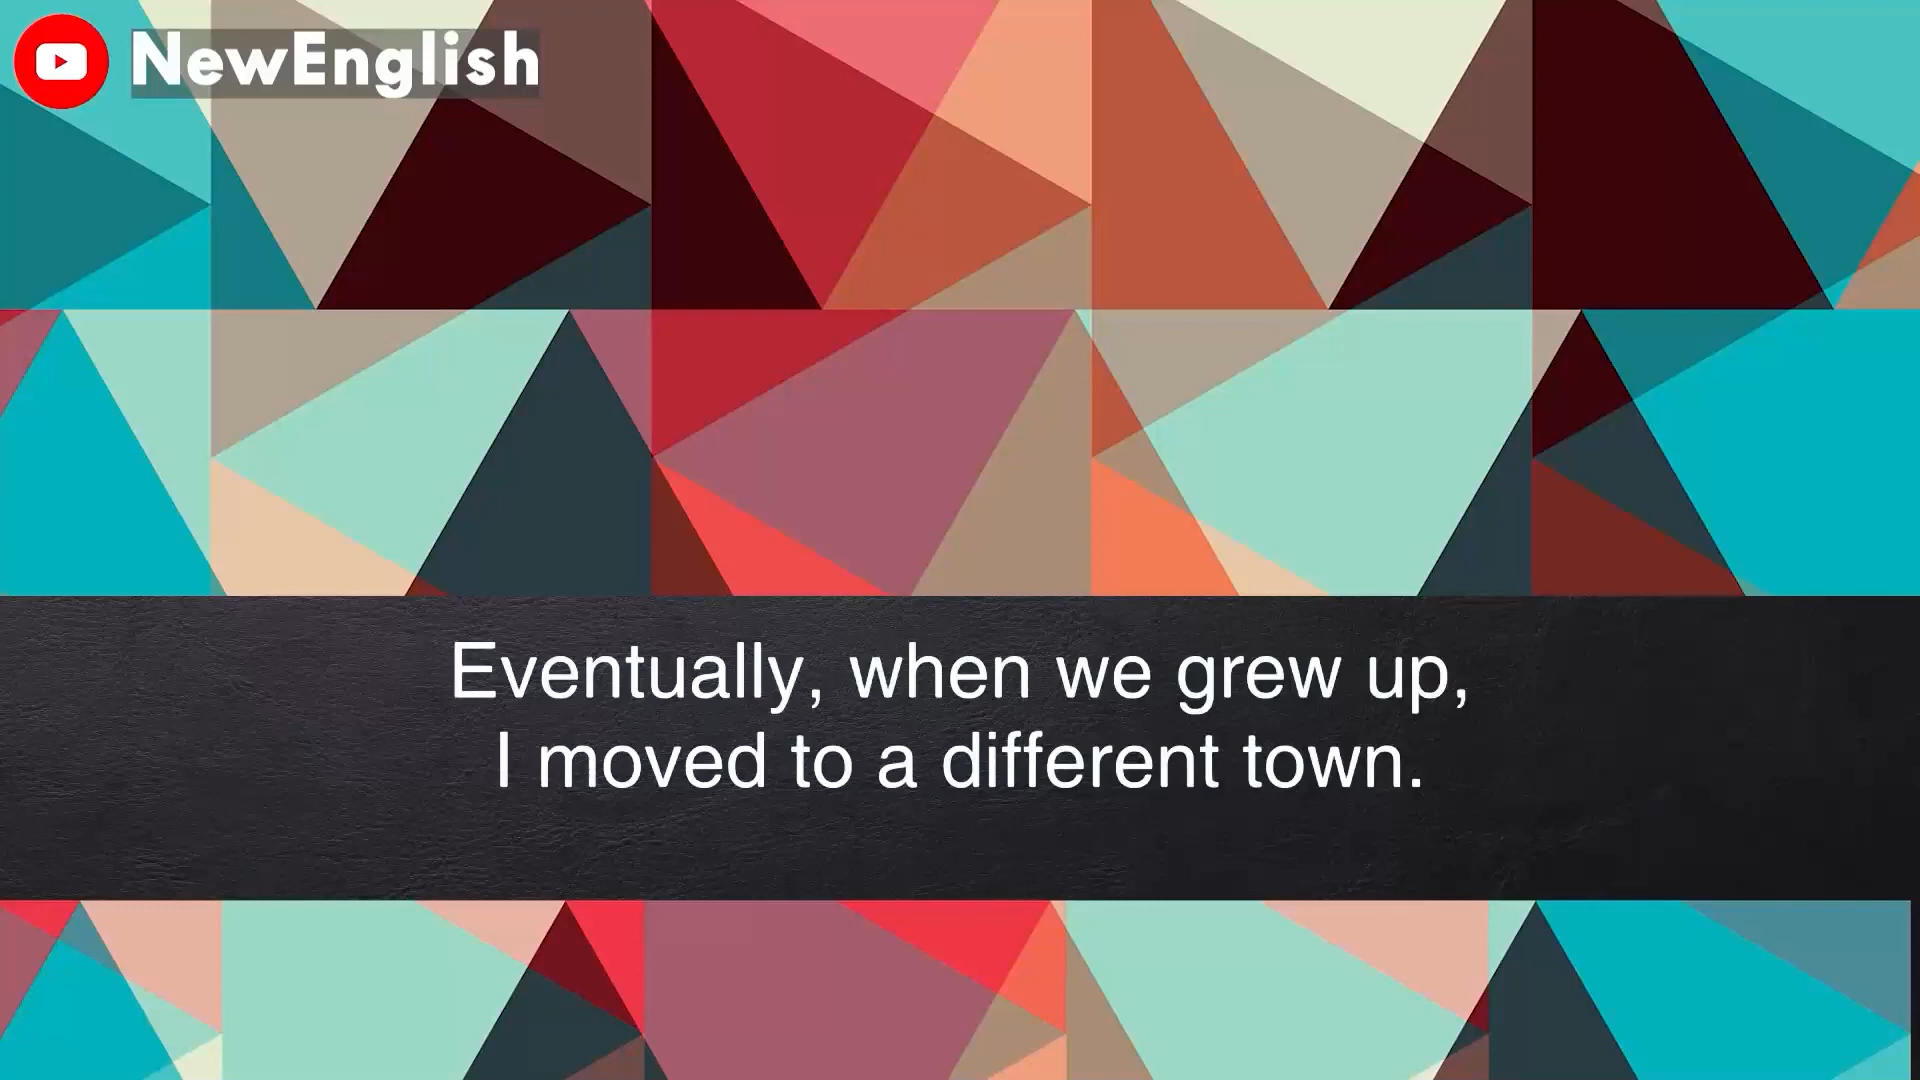 NewEnglish
Eventually, when we grew up,
I moved to a different town.